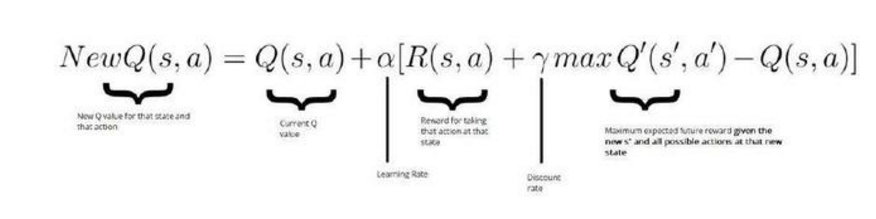 NewQ(s, a) = Q(s, a)+α[R(s, a) + γmaxQ′(s′, a′) − Q(s, a)]
New Q value for that state and
that action
Current Q
value
Reward for taking
that action at that
state
Maximum expected future reward given the
new s' and all possible actions at that new
state
Learning Rate
Discount
rate